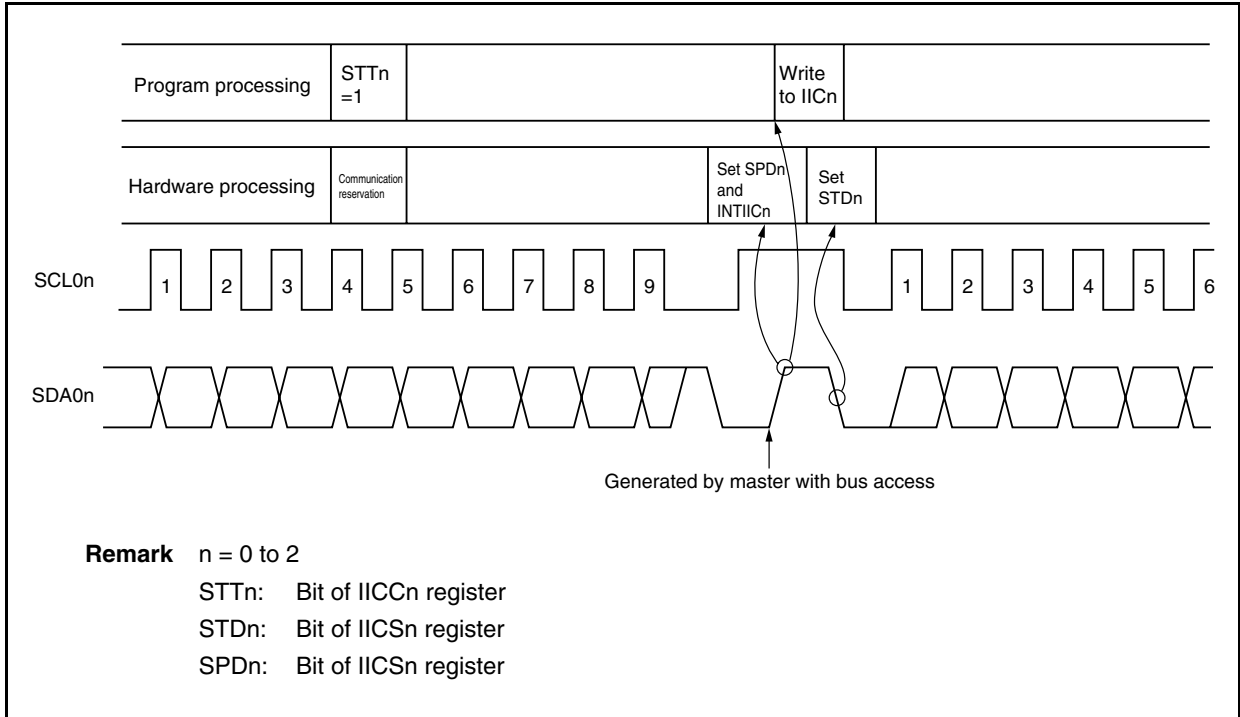 Program processing
STTn
=1
Write
to IICn
Hardware processing
Communication
reservation
Set SPDn
and
INTIICn
Set
STDn
SCL0n
1 2 3 4 5 6 7 8 9 1 2 3 4 5 6
SDA0n
Generated by master with bus access
Remark n = 0 to 2
STTn: Bit of IICCn register
STDn: Bit of IICSn register
SPDn: Bit of IICSn register